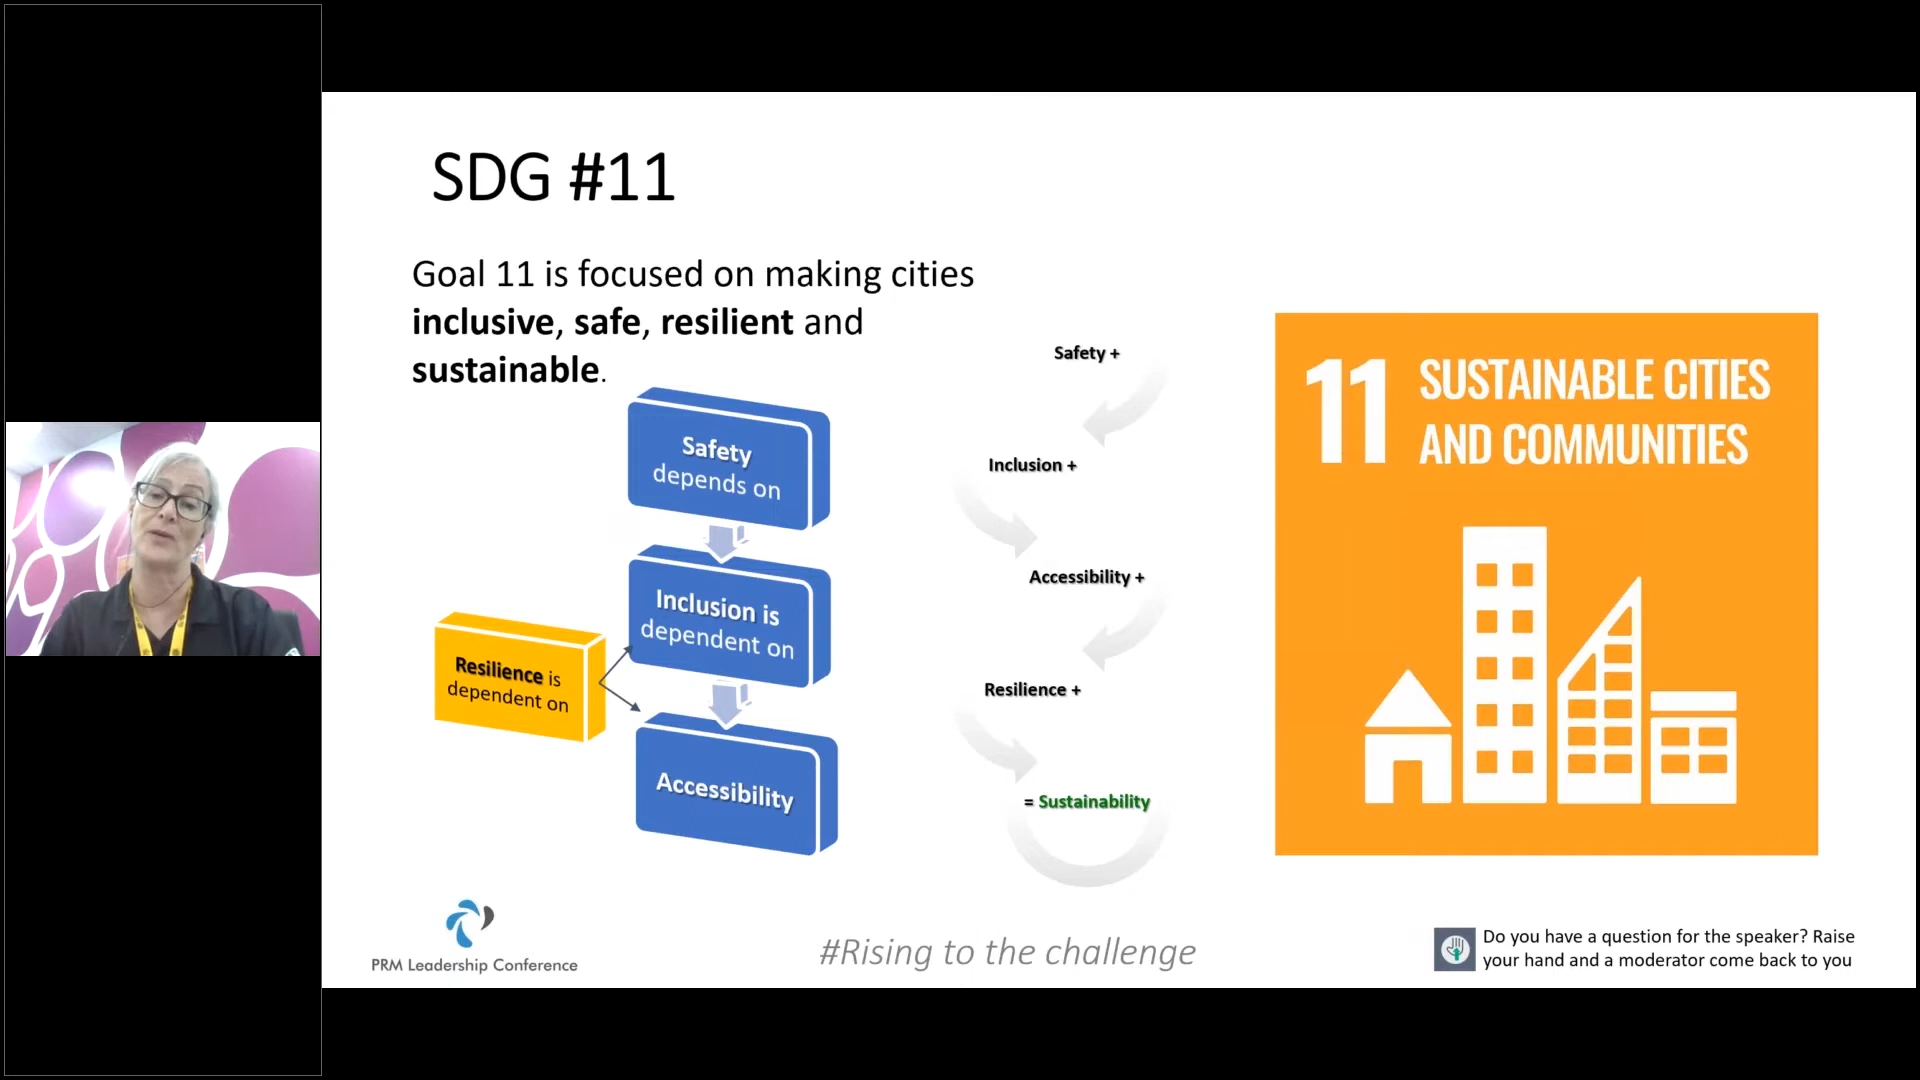 SDG #11
Goal 11 is focused on making cities
inclusive, safe, resilient and
sustainable.
Safety
depends on
Inclusion is
dependent on
Resilience is
dependent on
Accessibility
Safety +
Inclusion +
Accessibility +
Resilience +
= Sustainability
11 SUSTAINABLE CITIES
AND COMMUNITIES
PRM Leadership Conference
#Rising to the challenge
Do you have a question for the speaker? Raise
your hand and a moderator come back to you